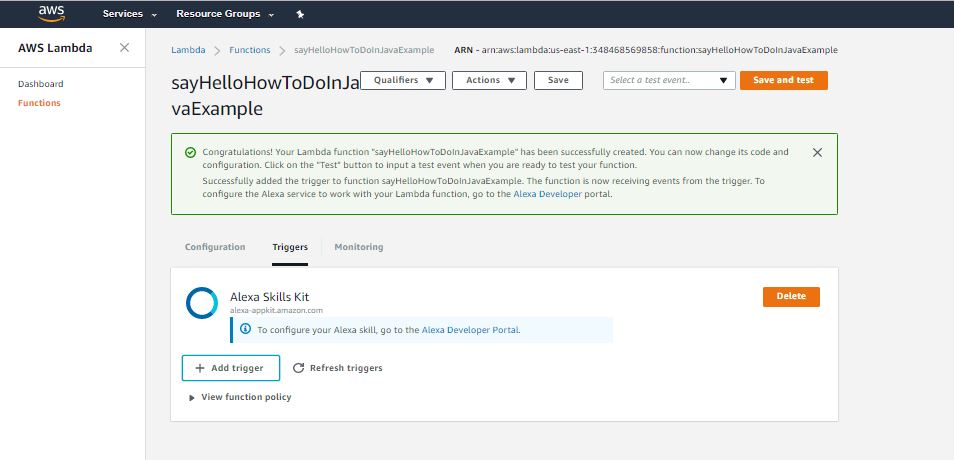 aws Services Resource Groups
AWS Lambda
Dashboard
Functions
Lambda Functions sayHelloHowToDoInJavaExample ARN - arn:aws:lambda:us-east-1:348468569858:function:sayHelloHowToDoInJavaExample
sayHelloHowToDoInJa
vaExample
Qualifiers Actions Save Select a test event.. Save and test
Congratulations! Your Lambda function "sayHelloHowToDoInJavaExample" has been successfully created. You can now change its code and
configuration. Click on the "Test" button to input a test event when you are ready to test your function.
Successfully added the trigger to function sayHelloHowToDoInJavaExample. The function is now receiving events from the trigger. To
configure the Alexa service to work with your Lambda function, go to the Alexa Developer portal.
Configuration Triggers Monitoring
Alexa Skills Kit Delete
alexa-appkit.amazon.com
To configure your Alexa skill, go to the Alexa Developer Portal.
Add trigger Refresh triggers
View function policy